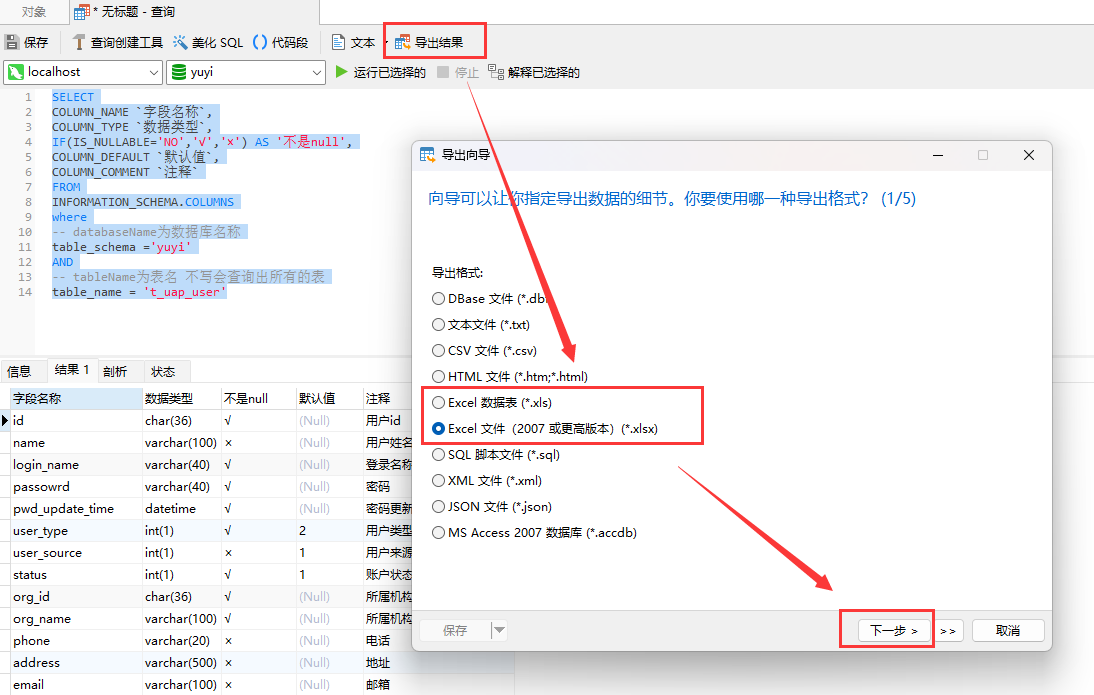 对象
* 无标题 - 查询
保存 查询创建工具 美化 SQL () 代码段 文本 导出结果
localhost yuyi 运行已选择的 停止 解释已选择的
1 SELECT
2 COLUMN_NAME `字段名称`,
3 COLUMN_TYPE `数据类型`,
4 IF(IS_NULLABLE='NO','√','×') AS '不是null',
5 COLUMN_DEFAULT `默认值`,
6 COLUMN_COMMENT `注释`
7 FROM
8 INFORMATION_SCHEMA.COLUMNS
9 where
10 -- databaseName为数据库名称
11 table_schema ='yuyi'
12 AND
13 -- tableName为表名 不写会查询出所有的表
14 table_name = 't_uap_user'
导出向导
向导可以让你指定导出数据的细节。你要使用哪一种导出格式? (1/5)
导出格式:
DBase 文件 (*.db
文本文件 (*.txt)
CSV 文件 (*.csv)
HTML 文件 (*.htm;*.html)
Excel 数据表 (*.xls)
Excel 文件（2007 或更高版本）(*.xlsx)
SQL 脚本文件 (*.sql)
XML 文件 (*.xml)
JSON 文件 (*.json)
MS Access 2007 数据库 (*.accdb)
保存 下一步 > >> 取消
信息 结果 1 剖析 状态
字段名称 数据类型 不是null 默认值 注释
id char(36) √ (Null) 用户id
name varchar(100) × (Null) 用户姓名
login_name varchar(40) √ (Null) 登录名称
passowrd varchar(40) √ (Null) 密码
pwd_update_time datetime √ (Null) 密码更新
user_type int(1) √ 2 用户类型
user_source int(1) × 1 用户来源
status int(1) √ 1 账户状态
org_id char(36) √ (Null) 所属机构
org_name varchar(100) √ (Null) 所属机构
phone varchar(20) × (Null) 电话
address varchar(500) × (Null) 地址
email varchar(100) × (Null) 邮箱